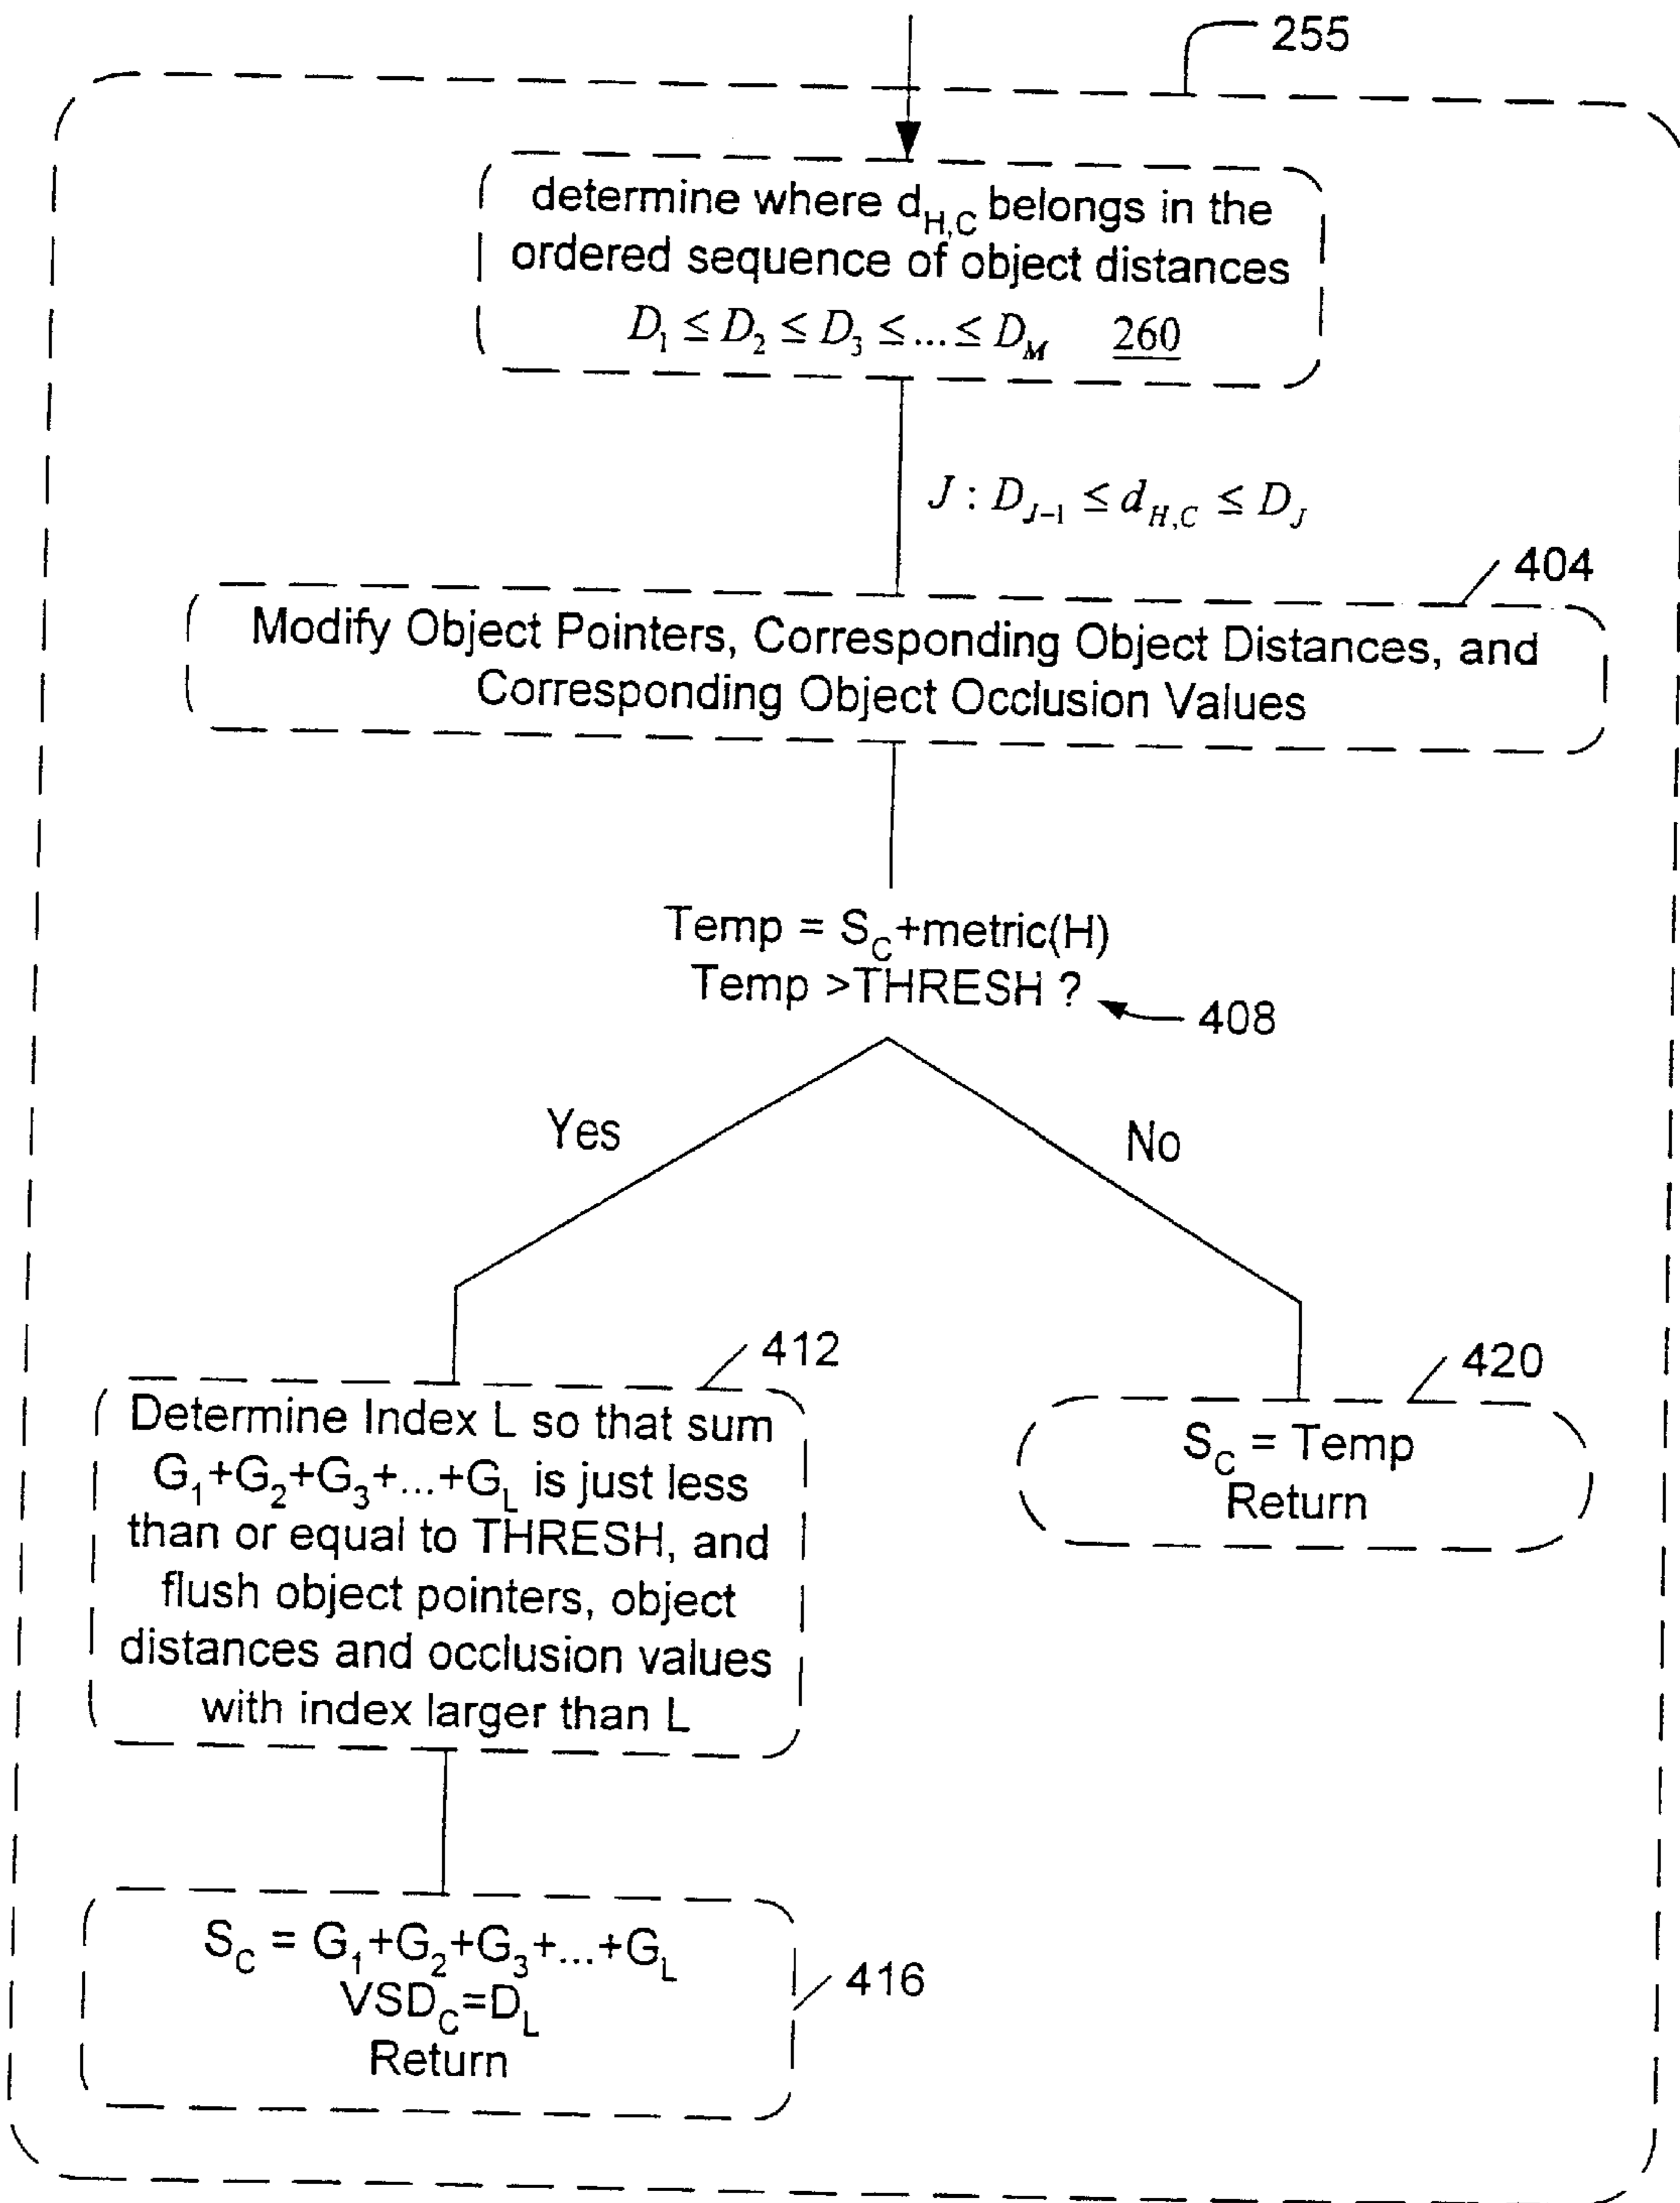 255
determine where d_H,C belongs in the
ordered sequence of object distances
D_1 ≤ D_2 ≤ D_3 ≤ ... ≤ D_M 260
J : D_J-1 ≤ d_H,C ≤ D_J
404
Modify Object Pointers, Corresponding Object Distances, and
Corresponding Object Occlusion Values
Temp = S_C+metric(H)
Temp >THRESH ?
408
Yes
No
412
Determine Index L so that sum
G_1+G_2+G_3+...+G_L is just less
than or equal to THRESH, and
flush object pointers, object
distances and occlusion values
with index larger than L
420
S_C = Temp
Return
S_C = G_1+G_2+G_3+...+G_L
VSD_C=D_L
Return
416